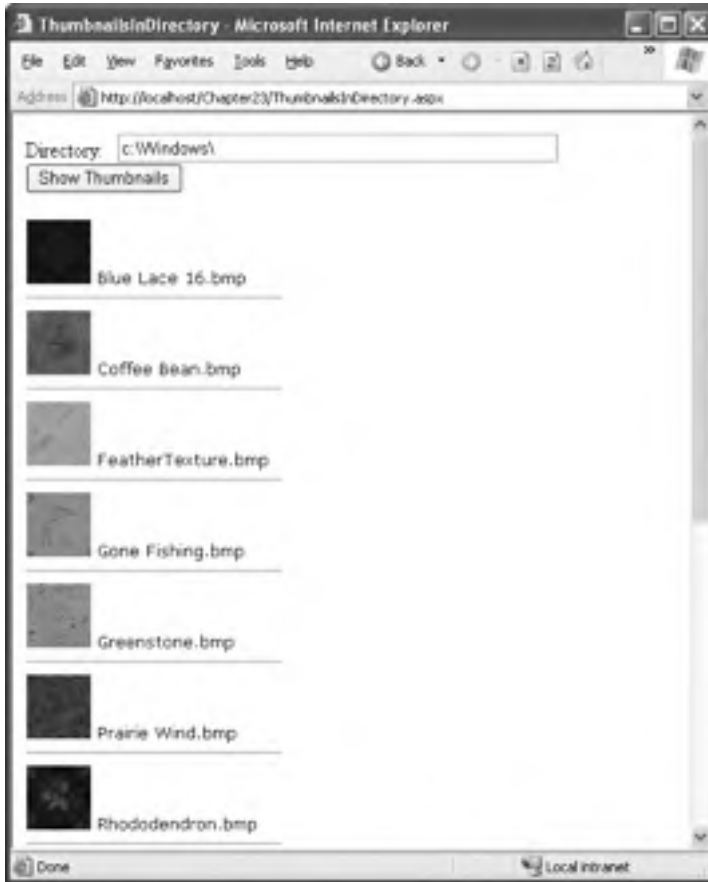 ThumbnailsInDirectory - Microsoft Internet Explorer
File Edit View Favorites Tools Help Back »
Address http://localhost/Chapter23/ThumbnailsInDirectory.aspx
Directory: c:\Windows\
Show Thumbnails
Blue Lace 16.bmp
Coffee Bean.bmp
FeatherTexture.bmp
Gone Fishing.bmp
Greenstone.bmp
Prairie Wind.bmp
Rhododendron.bmp
Done Local intranet